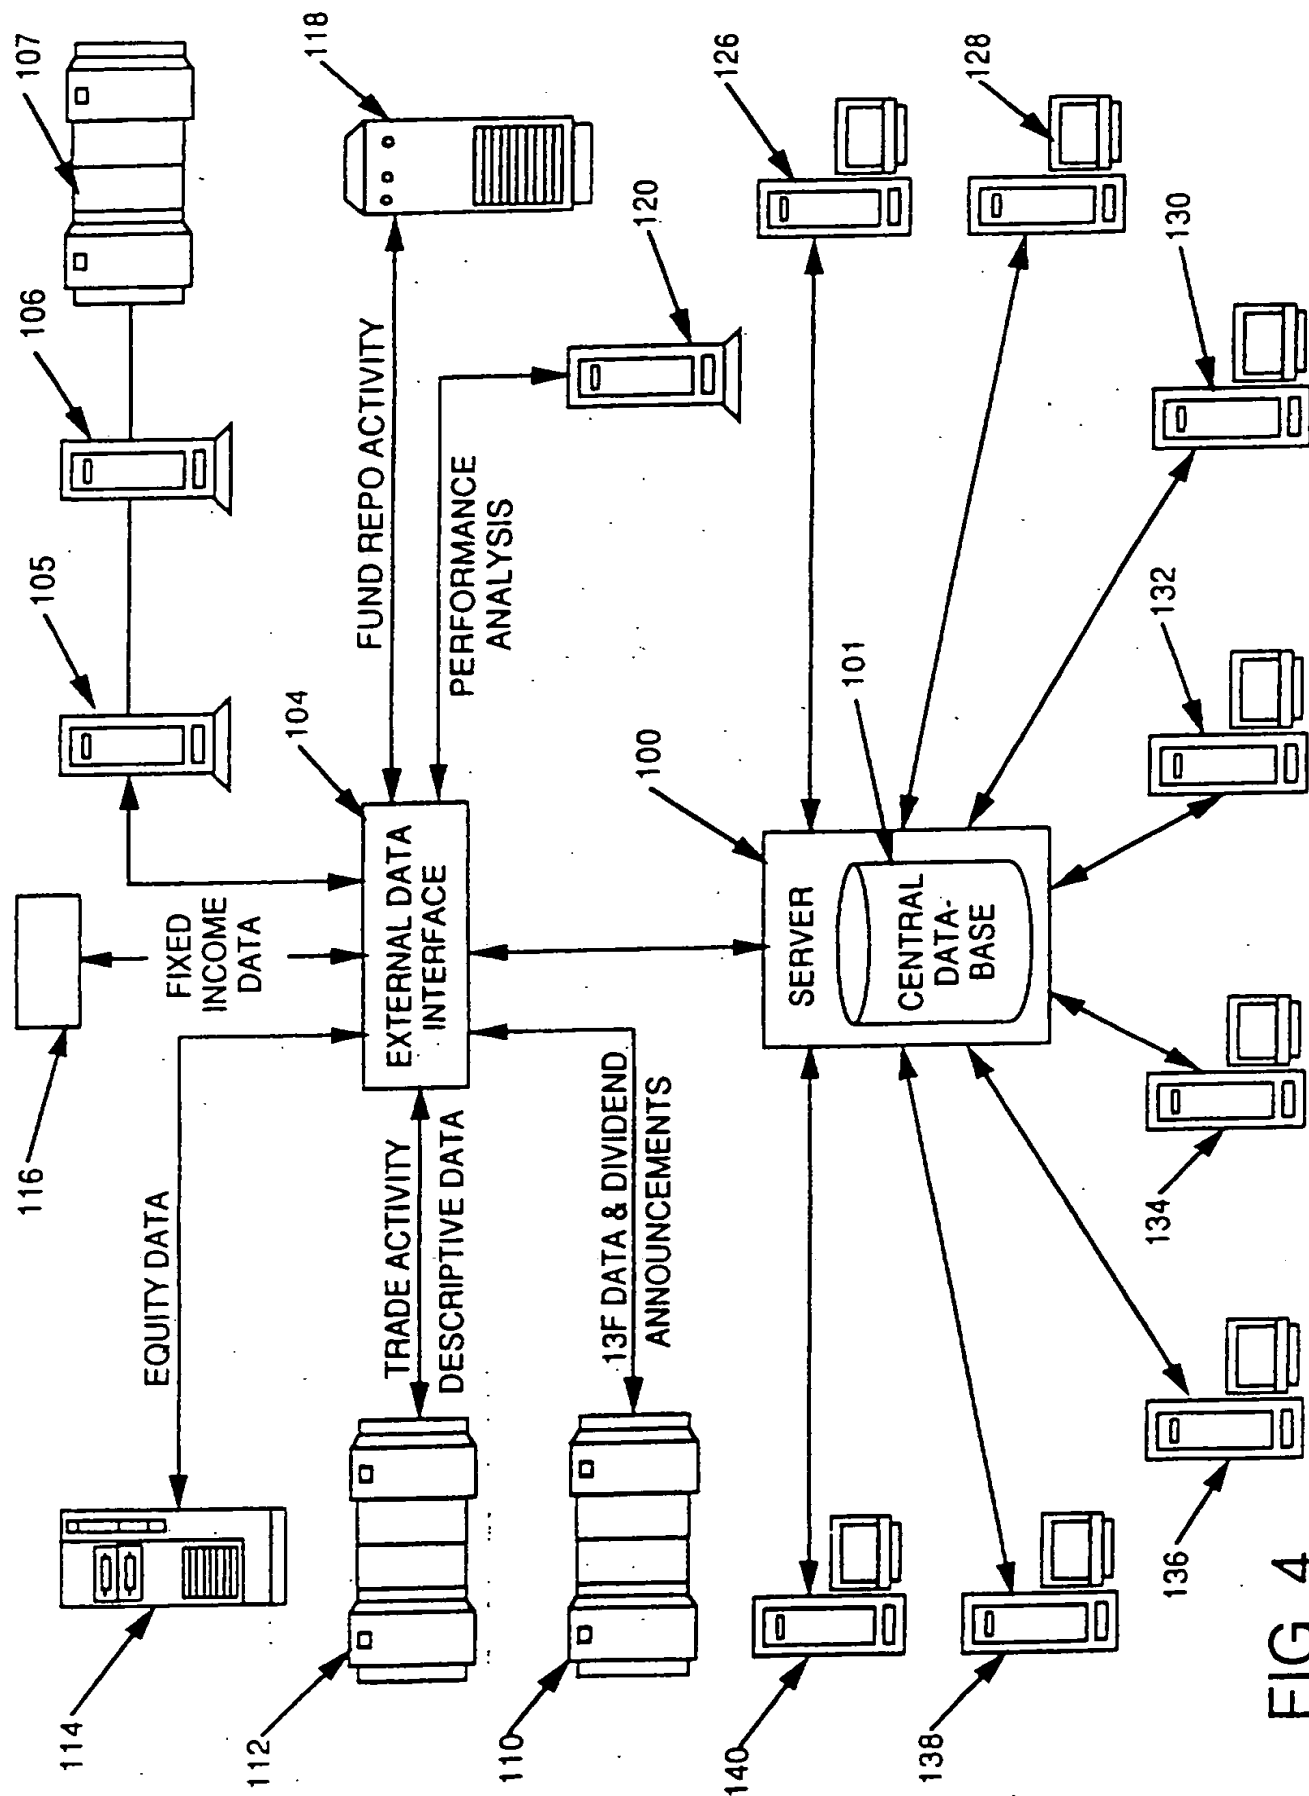 116
107
106
105
FIXED
INCOME
DATA
114
EQUITY DATA
104
118
EXTERNAL DATA
INTERFACE
FUND REPO ACTIVITY
112
TRADE ACTIVITY
DESCRIPTIVE DATA
PERFORMANCE
ANALYSIS
120
110
13F DATA & DIVIDEND
ANNOUNCEMENTS
100
SERVER
101
CENTRAL
DATA-
BASE
126
140
128
138
130
132
134
136
FIG 4